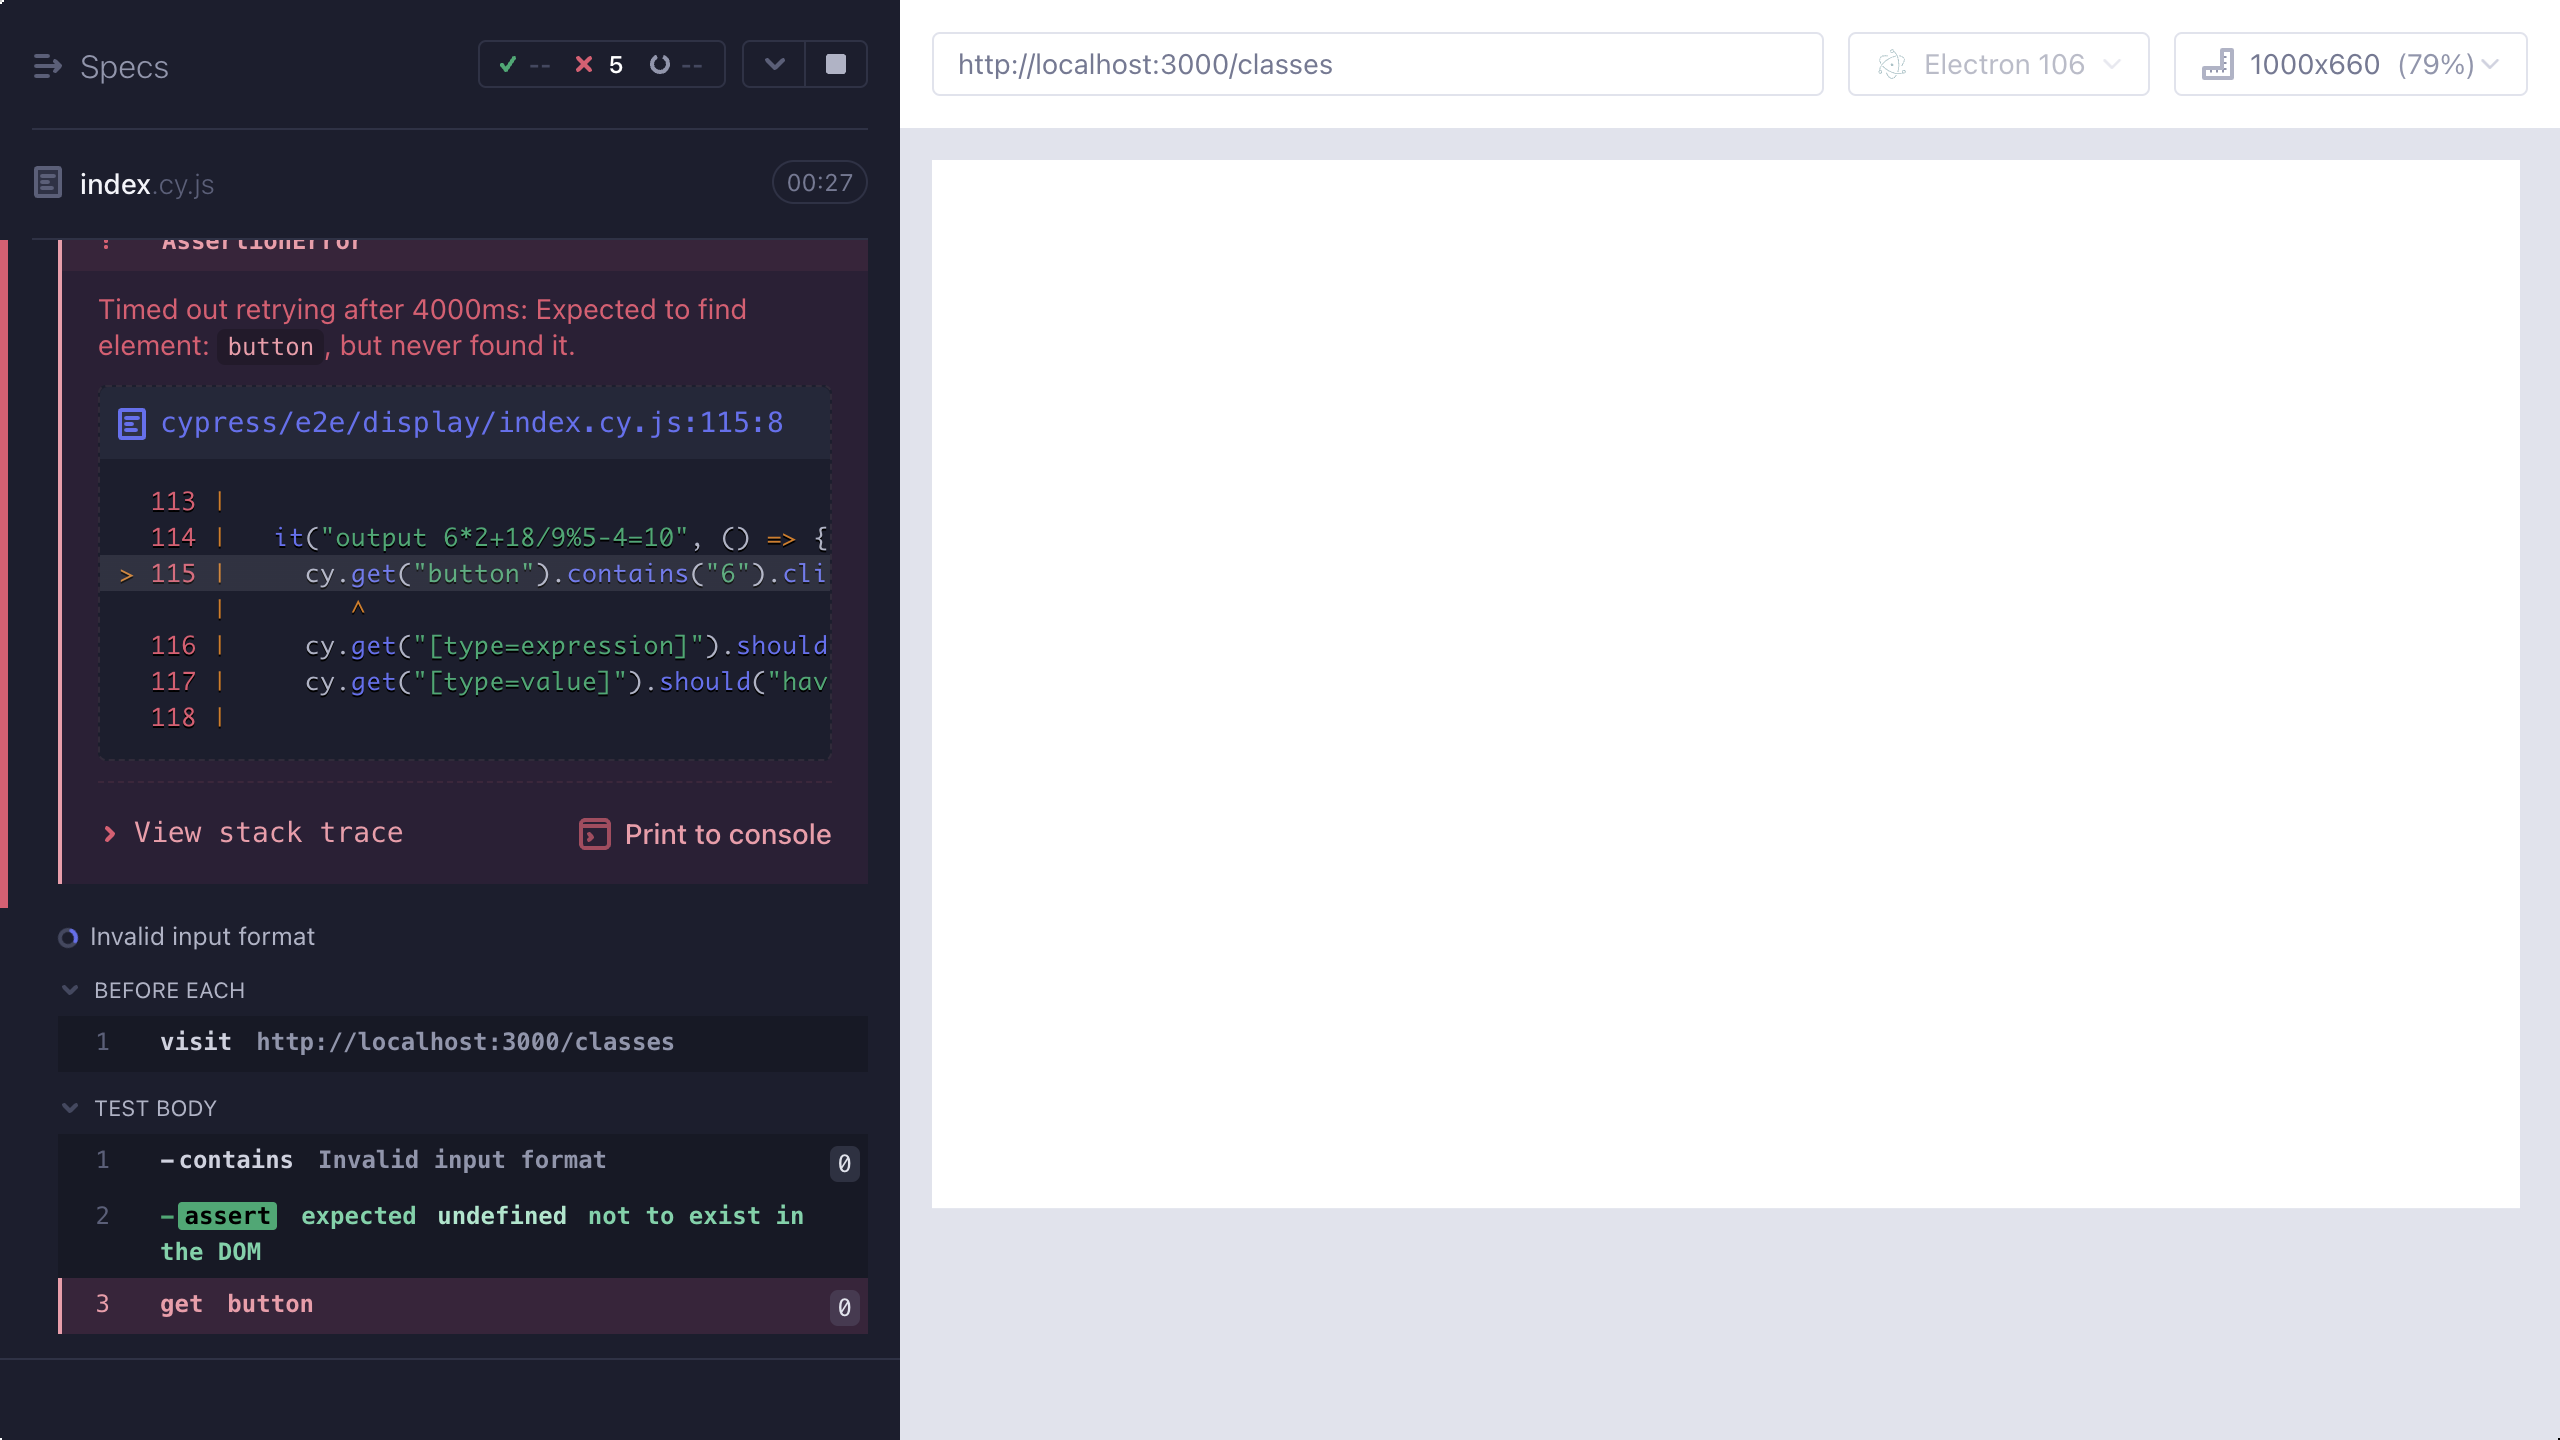 Specs
-- 5 --
index.cy.js
00:27
AssertionError
Timed out retrying after 4000ms: Expected to find
element: button, but never found it.
cypress/e2e/display/index.cy.js:115:8
113 |
114 | it("output 6*2+18/9%5-4=10", () => {
> 115 | cy.get("button").contains("6").cli
| ^
116 | cy.get("[type=expression]").should
117 | cy.get("[type=value]").should("hav
118 |
View stack trace
Print to console
Invalid input format
BEFORE EACH
1 visit http://localhost:3000/classes
TEST BODY
1 -contains Invalid input format 0
2 -assert expected undefined not to exist in
the DOM
3 get button 0
http://localhost:3000/classes
Electron 106
1000x660 (79%)